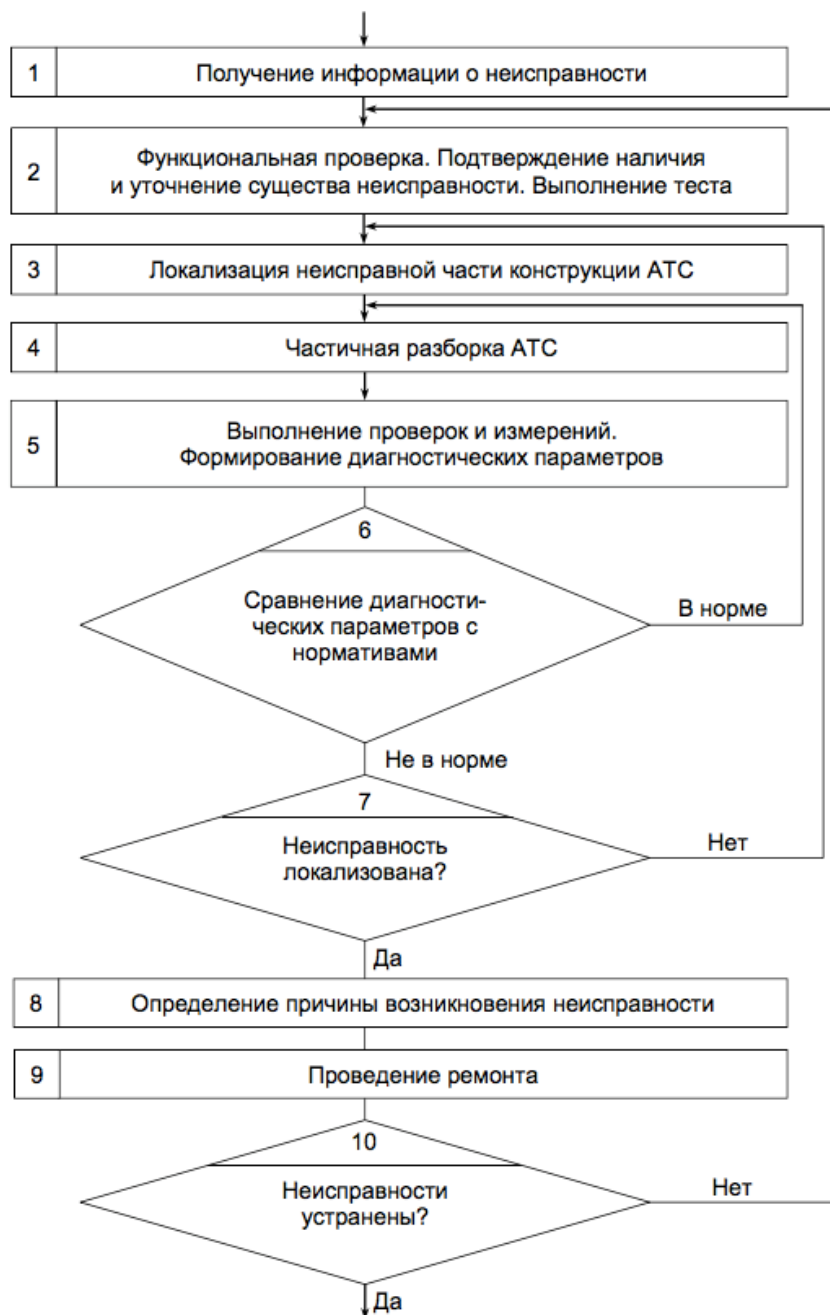 1
Получение информации о неисправности
2
Функциональная проверка. Подтверждение наличия
и уточнение существа неисправности. Выполнение теста
3
Локализация неисправной части конструкции АТС
4
Частичная разборка АТС
5
Выполнение проверок и измерений.
Формирование диагностических параметров
6
Сравнение диагности-
ческих параметров с
нормативами
В норме
Не в норме
7
Неисправность
локализована?
Нет
Да
8
Определение причины возникновения неисправности
9
Проведение ремонта
10
Неисправности
устранены?
Нет
Да